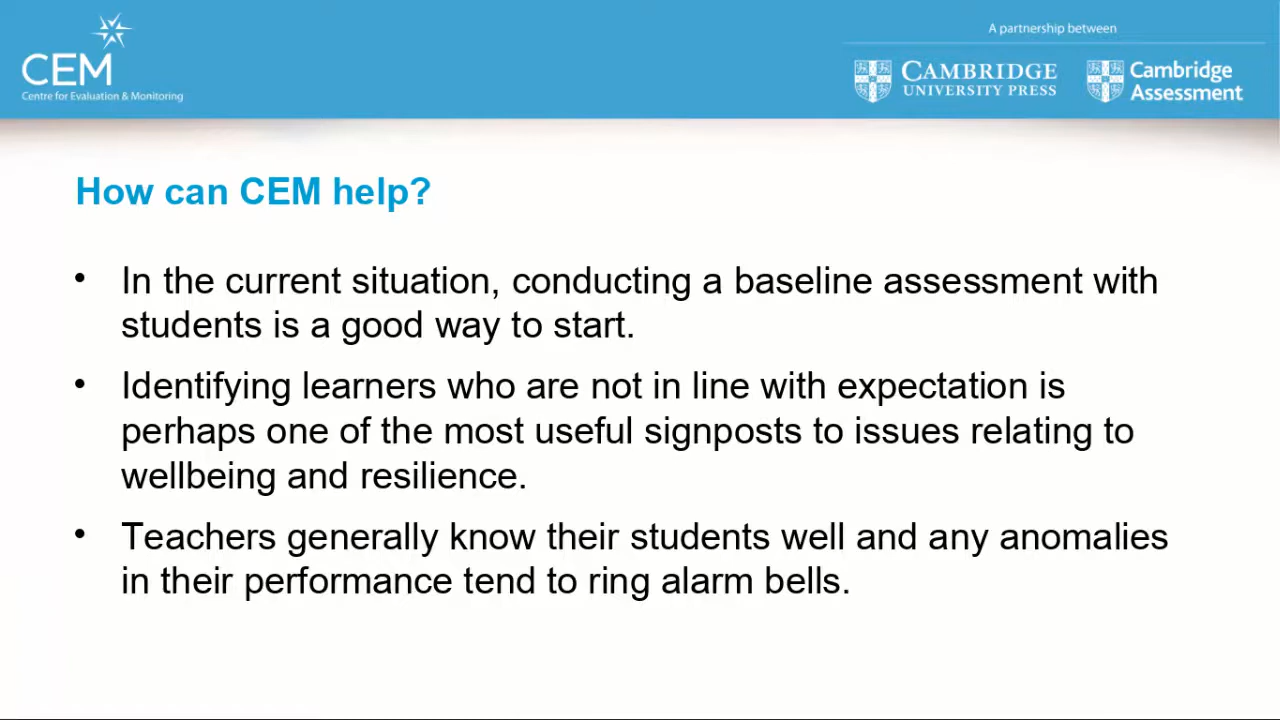 CEM
Centre for Evaluation & Monitoring
A partnership between
CAMBRIDGE
UNIVERSITY PRESS
Cambridge
Assessment
How can CEM help?
• In the current situation, conducting a baseline assessment with
students is a good way to start.
• Identifying learners who are not in line with expectation is
perhaps one of the most useful signposts to issues relating to
wellbeing and resilience.
• Teachers generally know their students well and any anomalies
in their performance tend to ring alarm bells.